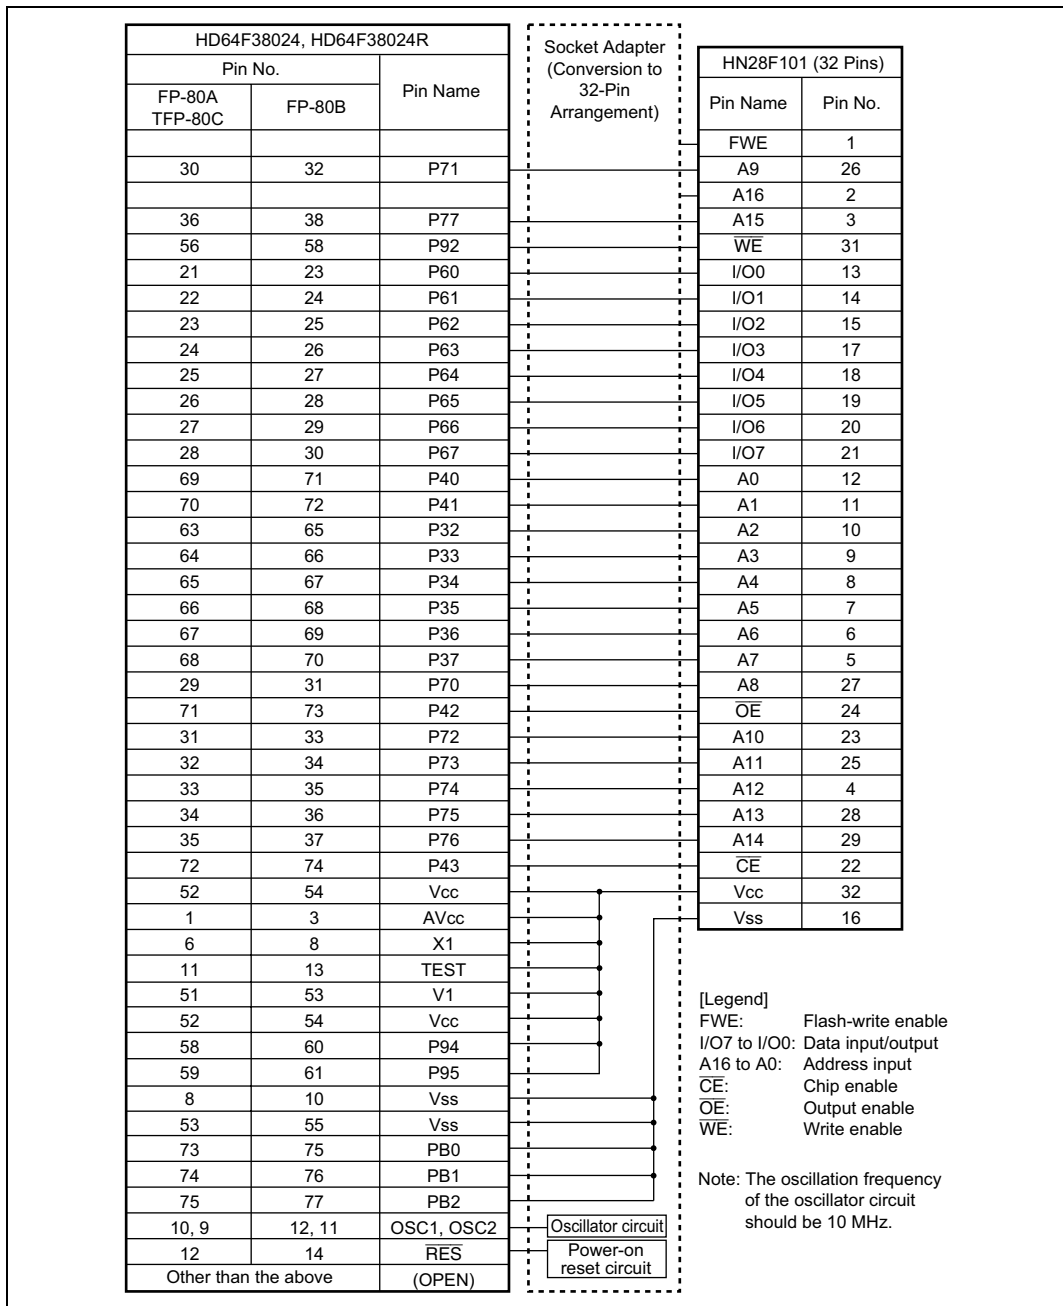 HD64F38024, HD64F38024R
Pin No.
Pin Name
FP-80A
TFP-80C
FP-80B
30 32 P71
36 38 P77
56 58 P92
21 23 P60
22 24 P61
23 25 P62
24 26 P63
25 27 P64
26 28 P65
27 29 P66
28 30 P67
69 71 P40
70 72 P41
63 65 P32
64 66 P33
65 67 P34
66 68 P35
67 69 P36
68 70 P37
29 31 P70
71 73 P42
31 33 P72
32 34 P73
33 35 P74
34 36 P75
35 37 P76
72 74 P43
52 54 Vcc
1 3 AVcc
6 8 X1
11 13 TEST
51 53 V1
52 54 Vcc
58 60 P94
59 61 P95
8 10 Vss
53 55 Vss
73 75 PB0
74 76 PB1
75 77 PB2
10, 9 12, 11 OSC1, OSC2
12 14 R̅E̅S̅
Other than the above (OPEN)
Socket Adapter
(Conversion to
32-Pin
Arrangement)
Oscillator circuit
Power-on
reset circuit
HN28F101 (32 Pins)
Pin Name Pin No.
FWE 1
A9 26
A16 2
A15 3
W̅E̅ 31
I/O0 13
I/O1 14
I/O2 15
I/O3 17
I/O4 18
I/O5 19
I/O6 20
I/O7 21
A0 12
A1 11
A2 10
A3 9
A4 8
A5 7
A6 6
A7 5
A8 27
O̅E̅ 24
A10 23
A11 25
A12 4
A13 28
A14 29
C̅E̅ 22
Vcc 32
Vss 16
[Legend]
FWE: Flash-write enable
I/O7 to I/O0: Data input/output
A16 to A0: Address input
C̅E̅: Chip enable
O̅E̅: Output enable
W̅E̅: Write enable
Note: The oscillation frequency
of the oscillator circuit
should be 10 MHz.